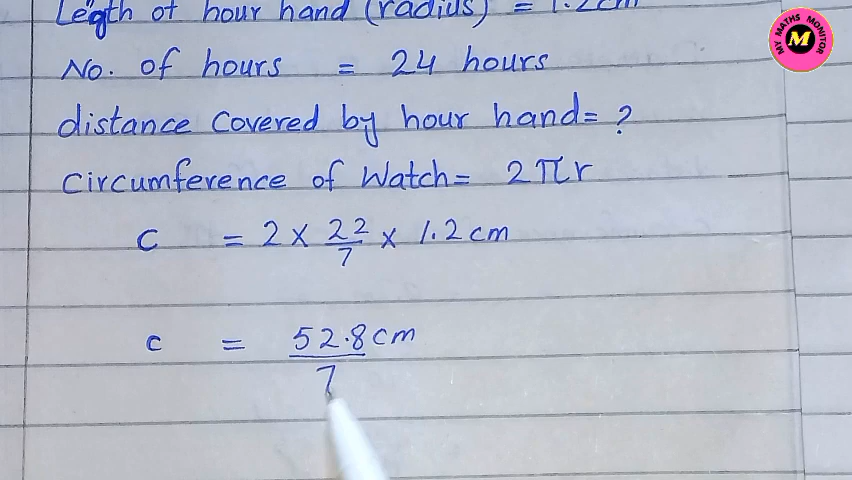 Legth of hour hand (radius) = 1.2cm
No. of hours = 24 hours
distance covered by hour hand= ?
Circumference of Watch= 2πr
C = 2 × 22/7 × 1.2 cm
C = 52.8cm/7
MY MATHS MONITOR
M